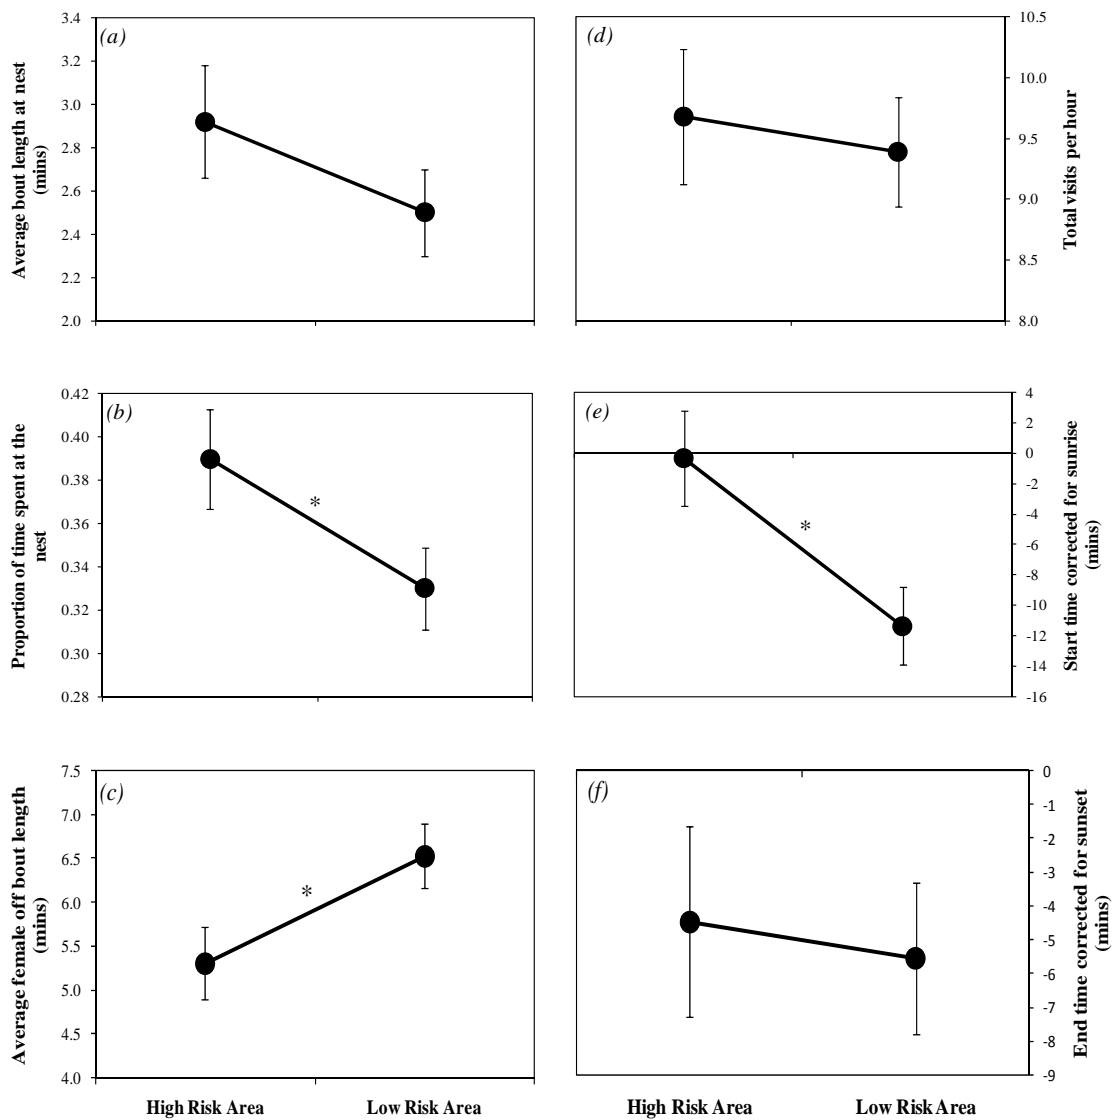 (a)
Average bout length at nest
(mins)
3.4
3.2
3.0
2.8
2.6
2.4
2.2
2.0
(d)
Total visits per hour
10.5
10.0
9.5
9.0
8.5
8.0
(b)
Proportion of time spent at the
nest
0.42
0.40
0.38
0.36
0.34
0.32
0.30
0.28
*
(e)
Start time corrected for sunrise
(mins)
4
2
0
-2
-4
-6
-8
-10
-12
-14
-16
*
(c)
Average female off bout length
(mins)
7.5
7.0
6.5
6.0
5.5
5.0
4.5
4.0
*
High Risk Area
Low Risk Area
(f)
End time corrected for sunset
(mins)
0
-1
-2
-3
-4
-5
-6
-7
-8
-9
High Risk Area
Low Risk Area